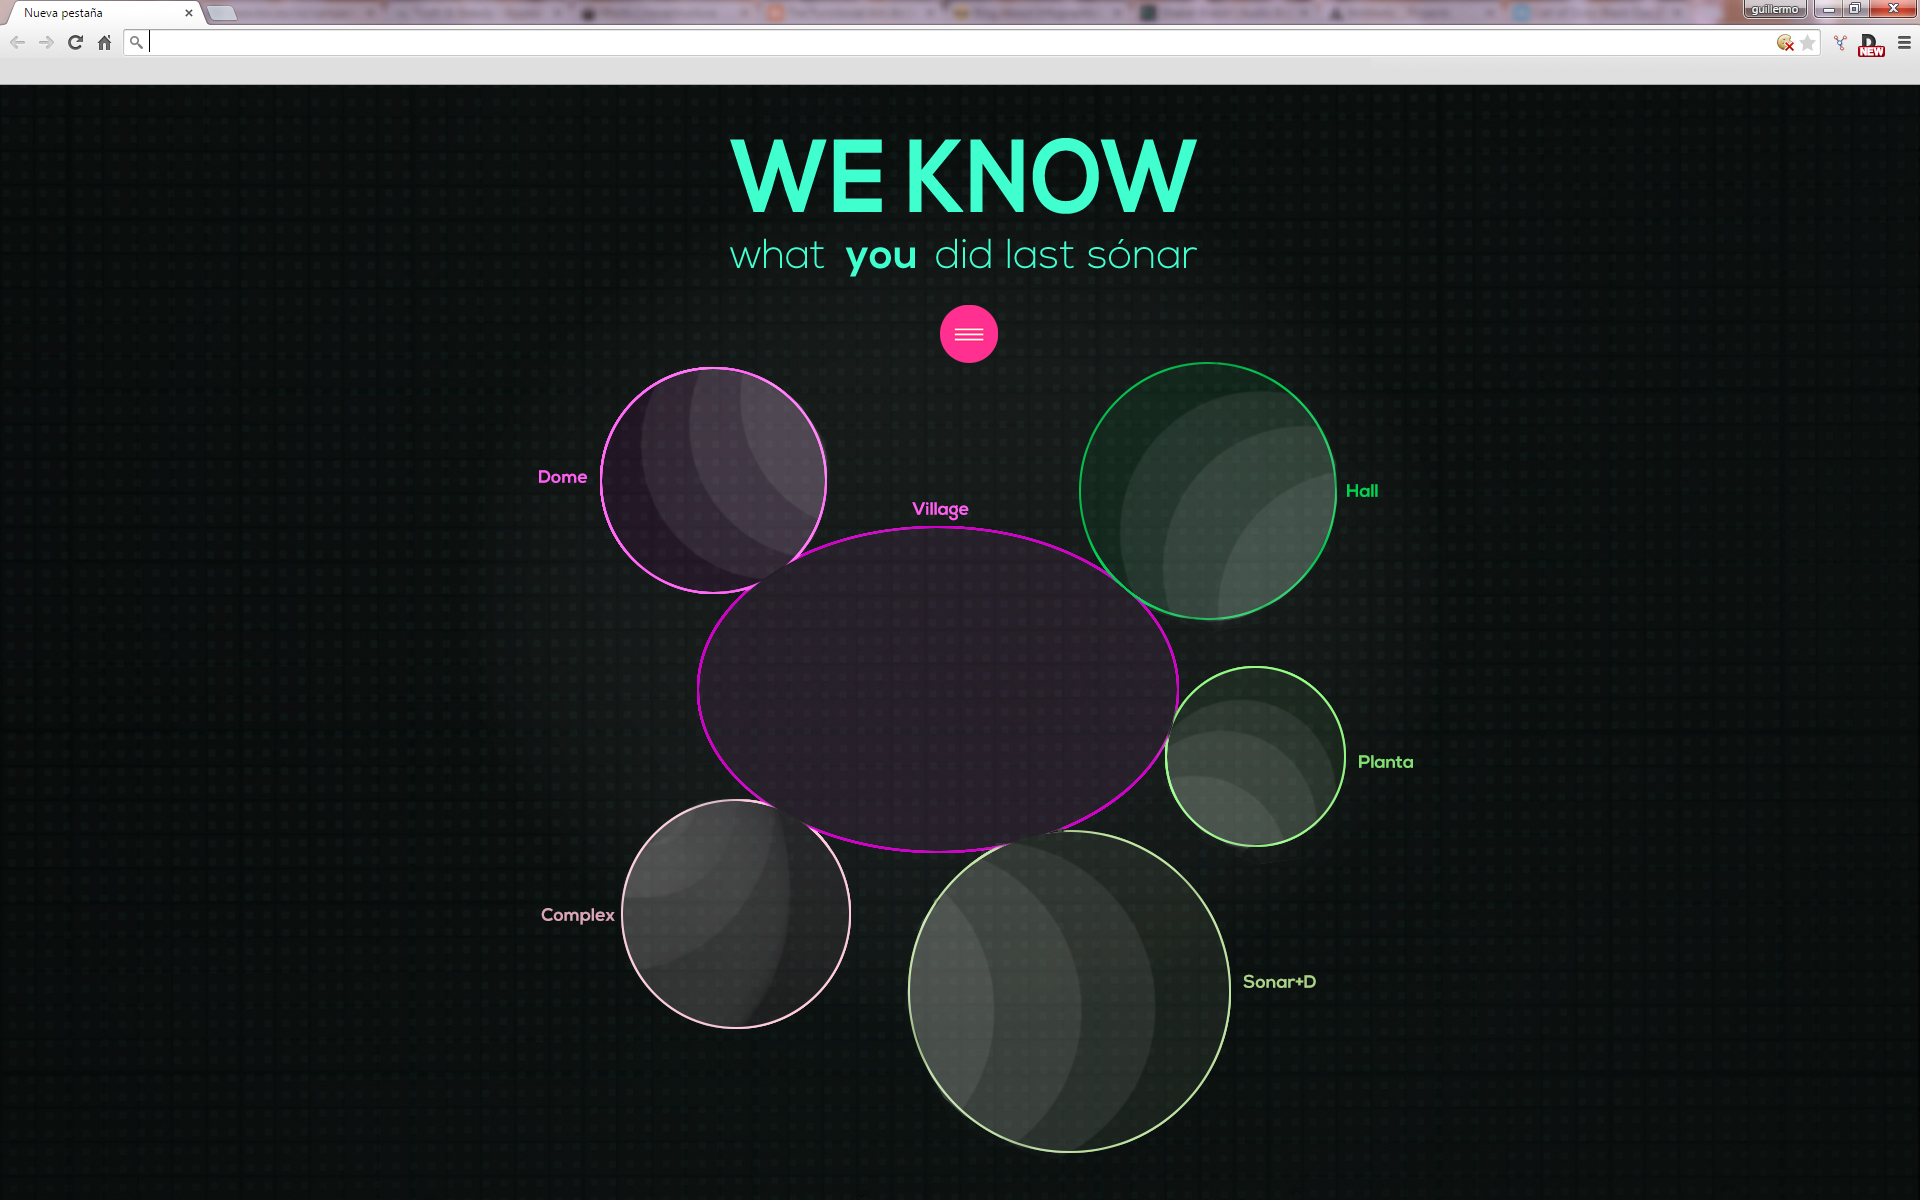 Nueva pestaña
guillermo
NEW
WE KNOW
what you did last sónar
Dome
Hall
Village
Planta
Complex
Sonar+D